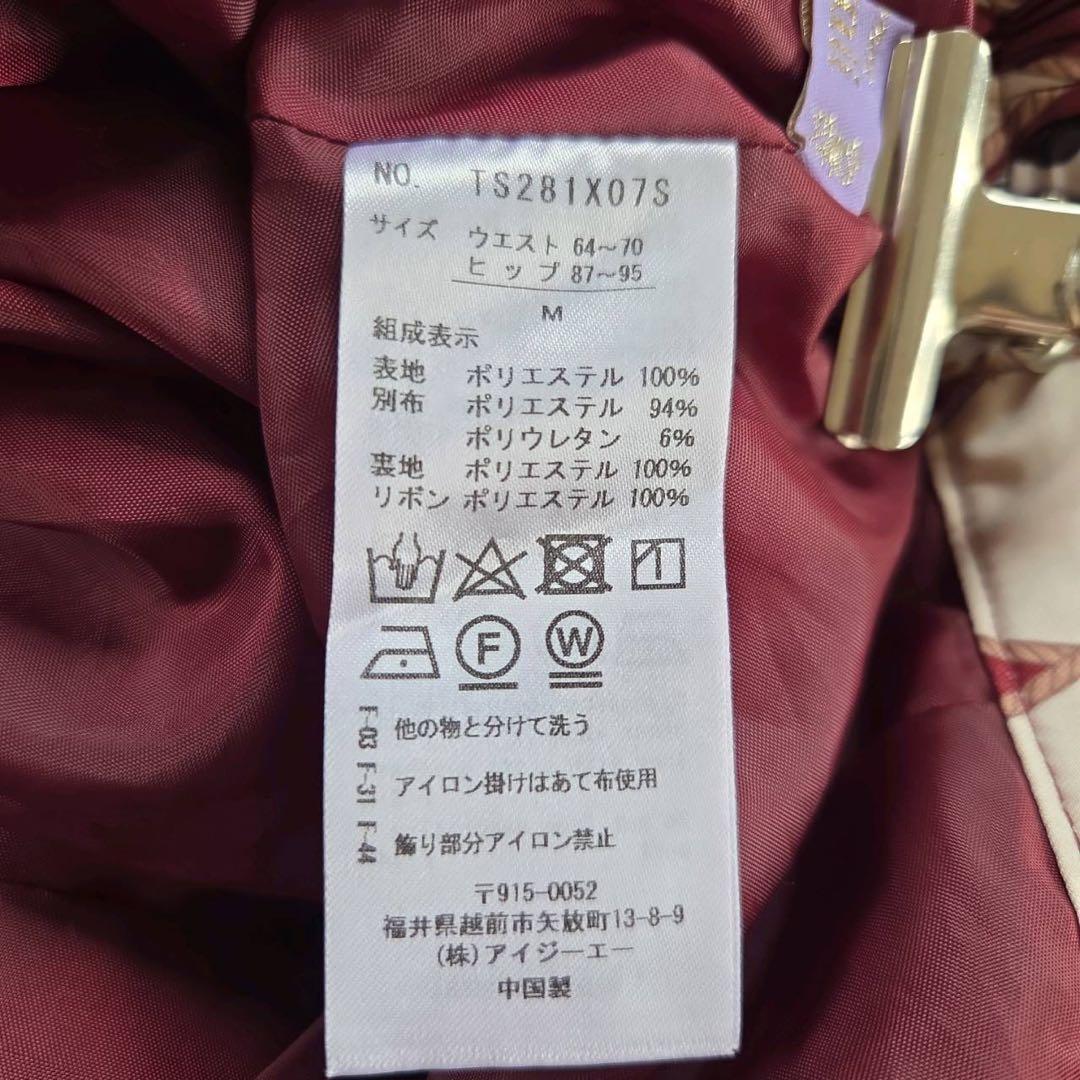 NO. TS281X07S
サイズ ウエスト 64～70
ヒップ 87～95
M
組成表示
表地 ポリエステル 100%
別布 ポリエステル 94%
ポリウレタン 6%
裏地 ポリエステル 100%
リボン ポリエステル 100%
F
W
F-03 他の物と分けて洗う
F-31 アイロン掛けはあて布使用
F-44 飾り部分アイロン禁止
〒915-0052
福井県越前市矢放町13-8-9
(株)アイジーエー
中国製